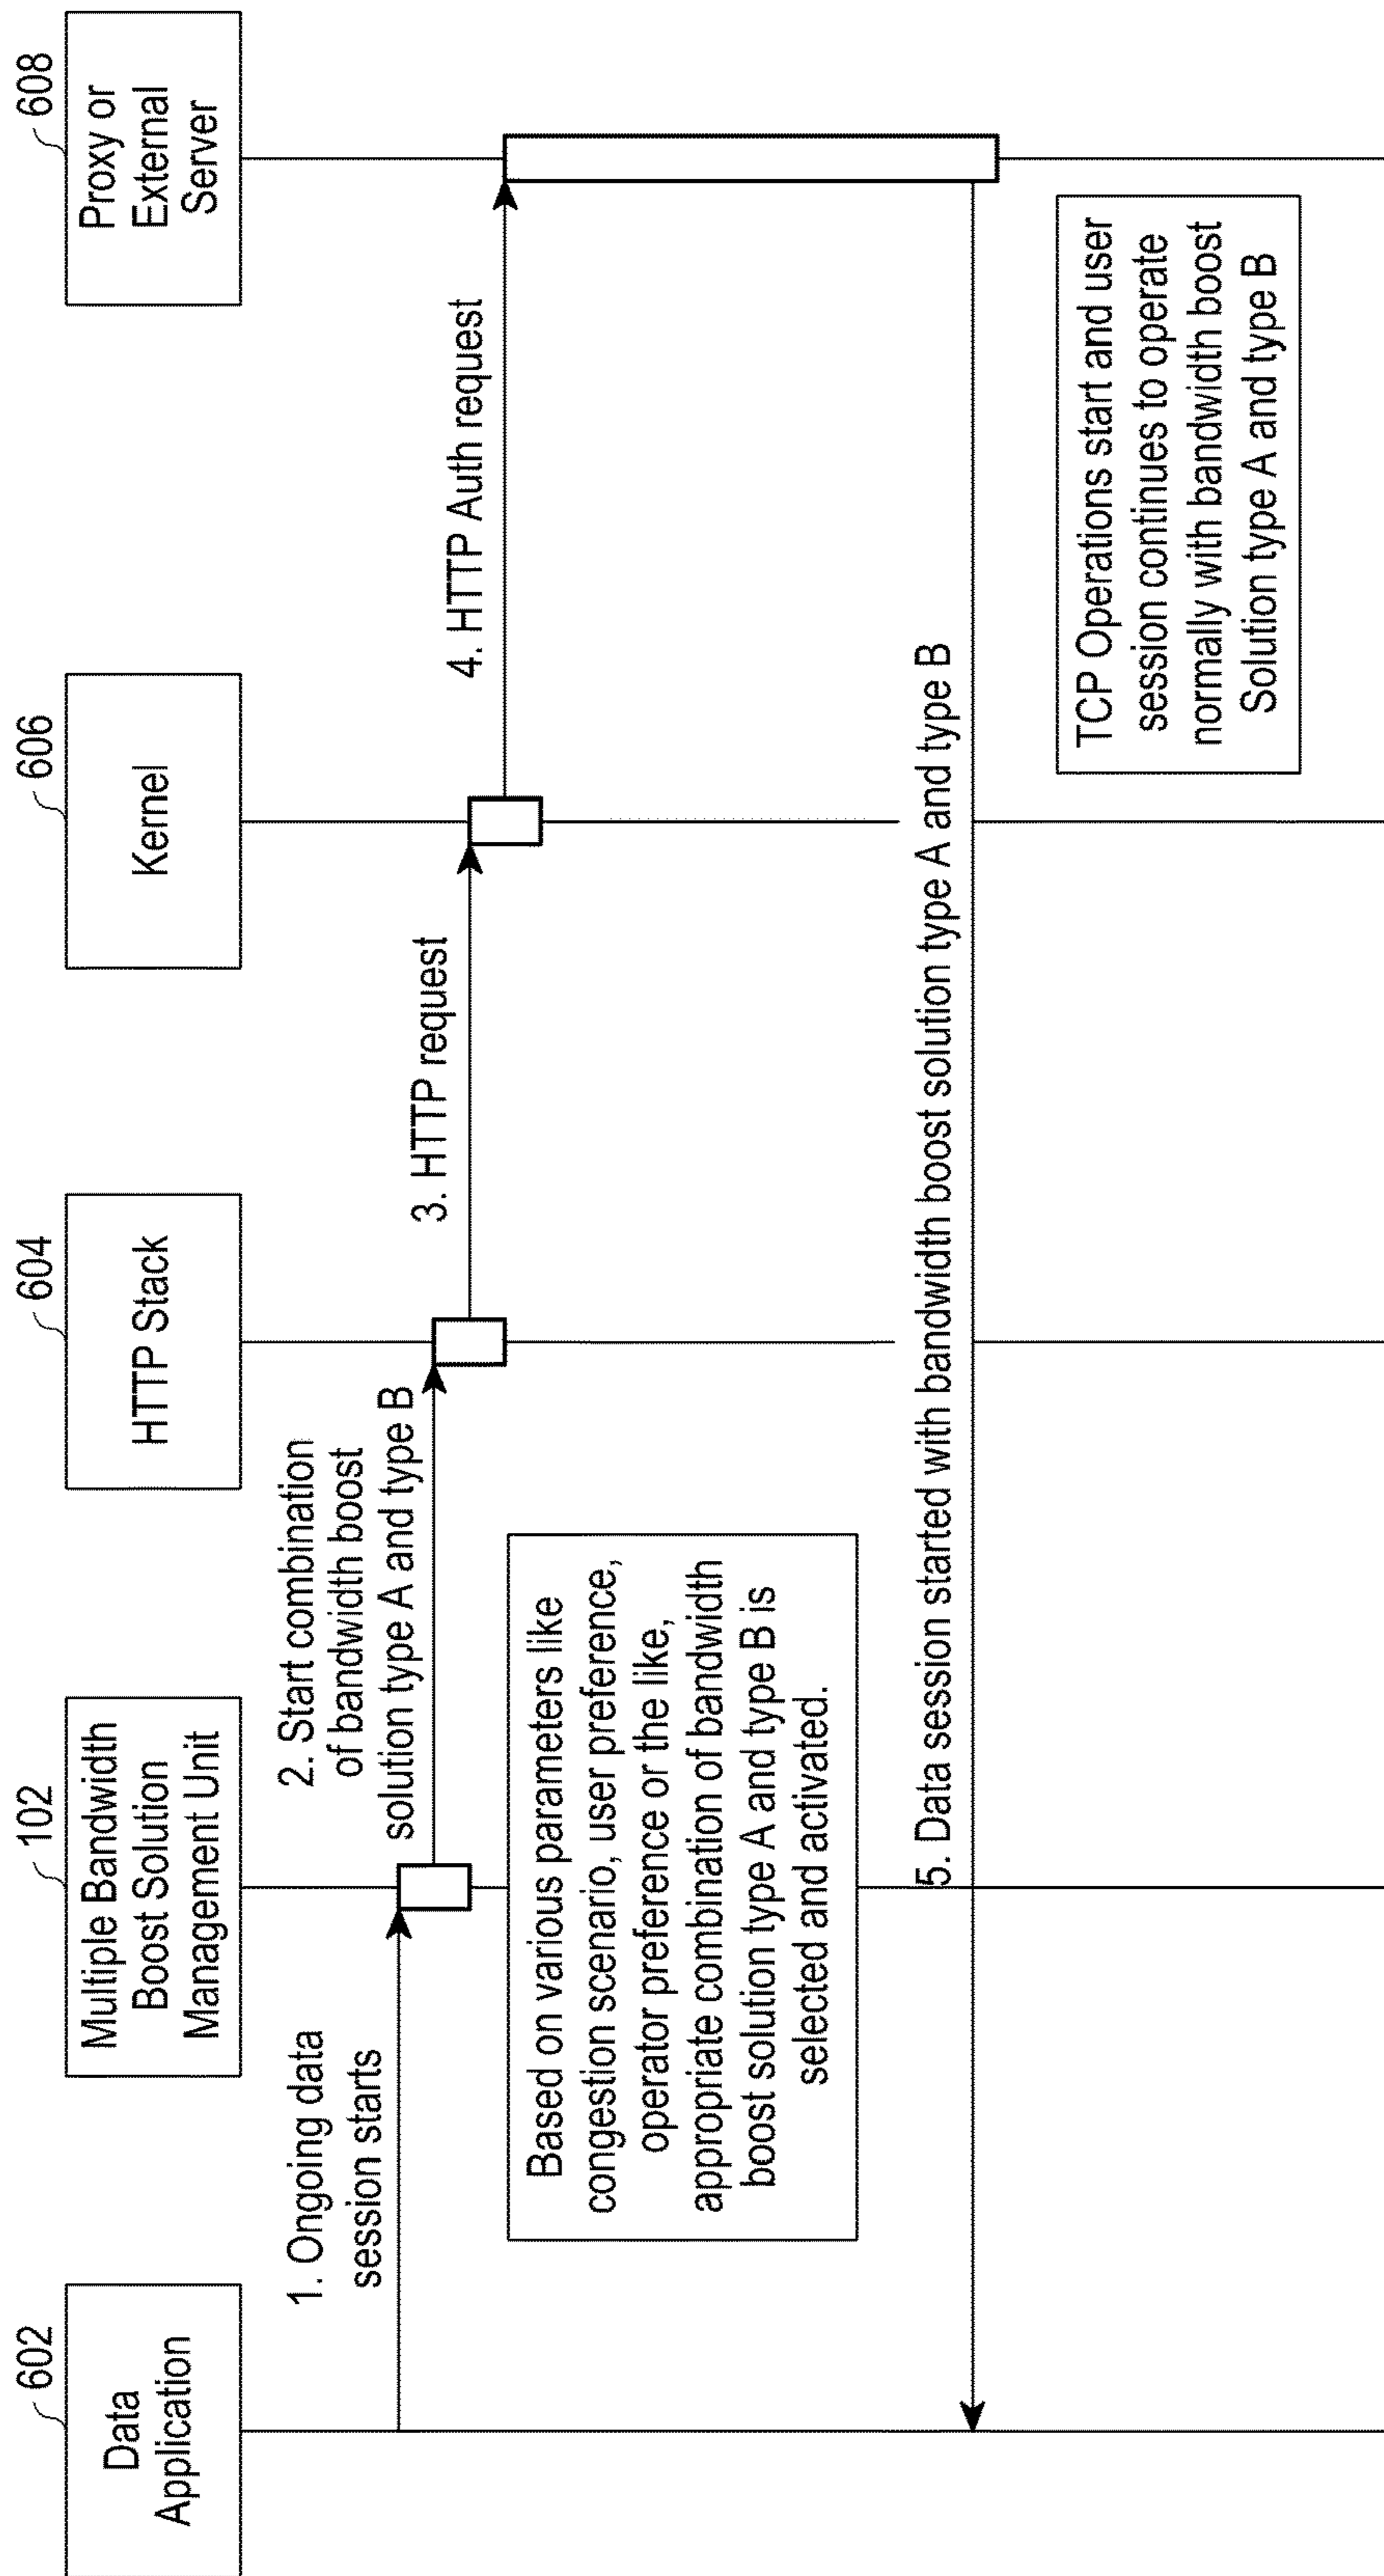 602
Data
Application
102
Multiple Bandwidth
Boost Solution
Management Unit
604
HTTP Stack
606
Kernel
608
Proxy or
External
Server
1. Ongoing data
session starts
2. Start combination
of bandwidth boost
solution type A and type B
3. HTTP request
4. HTTP Auth request
Based on various parameters like
congestion scenario, user preference,
operator preference or the like,
appropriate combination of bandwidth
boost solution type A and type B is
selected and activated.
5. Data session started with bandwidth boost solution type A and type B
TCP Operations start and user
session continues to operate
normally with bandwidth boost
Solution type A and type B